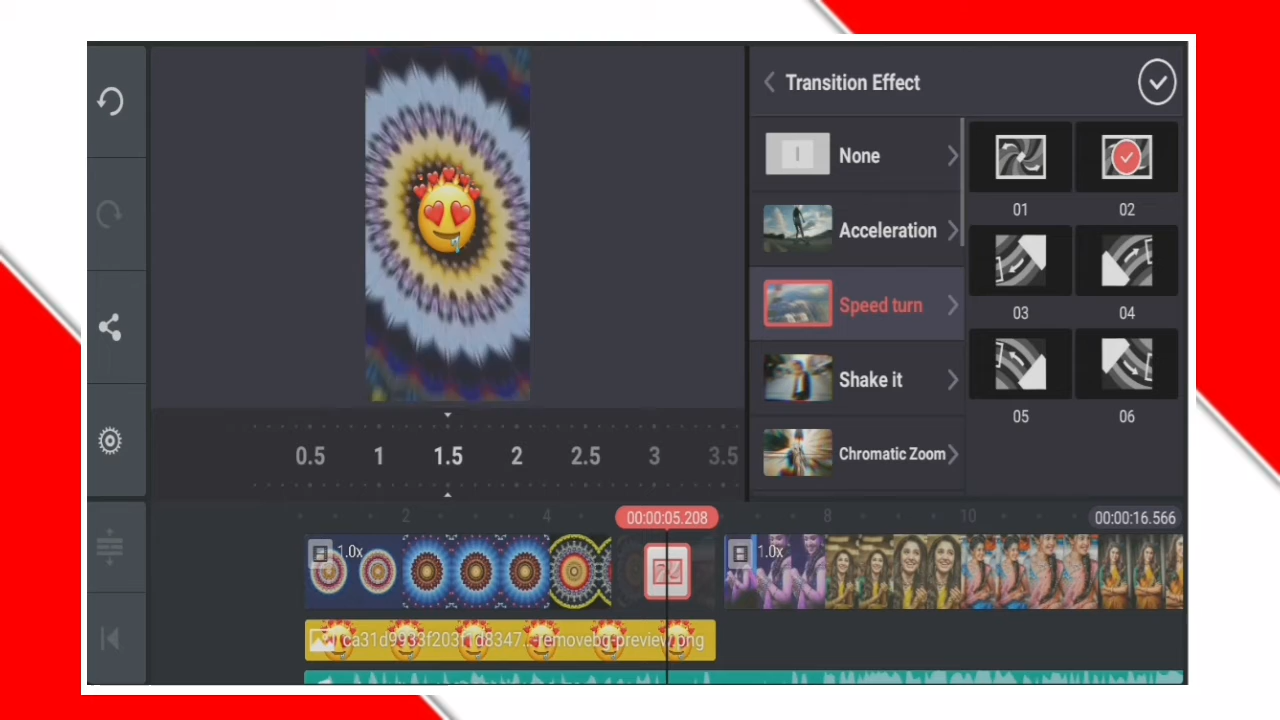 Transition Effect
None
Acceleration
Speed turn
Shake it
Chromatic Zoom
01
02
03
04
05
06
0.5 1 1.5 2 2.5 3 3.5
2 4 00:00:05.208 8 10 00:00:16.566
1.0x
1.0x
ca31d9933f203f1d8347...-removebg-preview.png